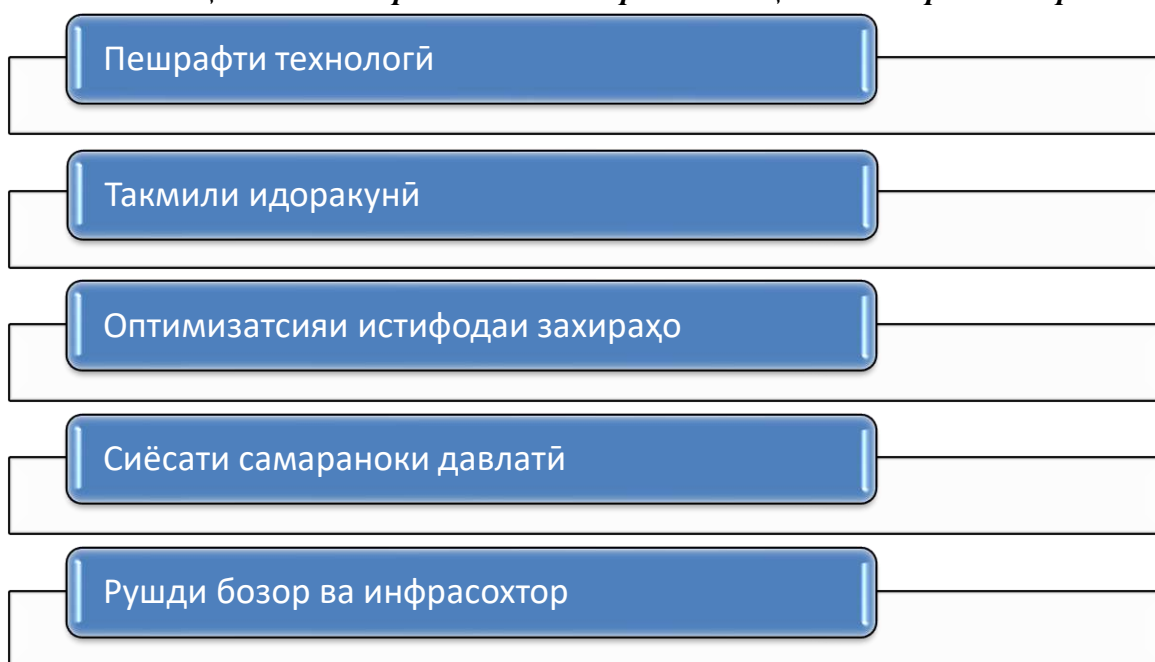 Пешрафти технологӣ
Такмили идоракунӣ
Оптимизатсияи истифодаи захираҳо
Сиёсати самараноки давлатӣ
Рушди бозор ва инфрасохтор